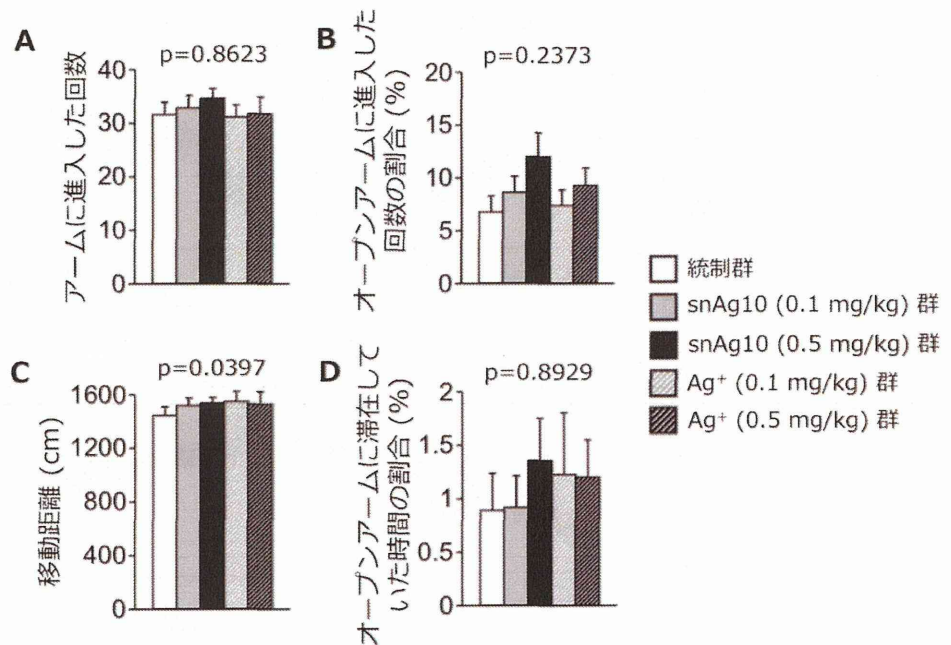 A
p=0.8623
アームに進入した回数
40
30
20
10
0
B
p=0.2373
オープンアームに進入した
回数の割合 (%)
20
15
10
5
0
C
p=0.0397
移動距離 (cm)
1600
1200
800
400
0
D
p=0.8929
オープンアームに滞在して
いた時間の割合 (%)
2
1.5
1
0.5
0
統制群
snAg10 (0.1 mg/kg) 群
snAg10 (0.5 mg/kg) 群
Ag⁺ (0.1 mg/kg) 群
Ag⁺ (0.5 mg/kg) 群